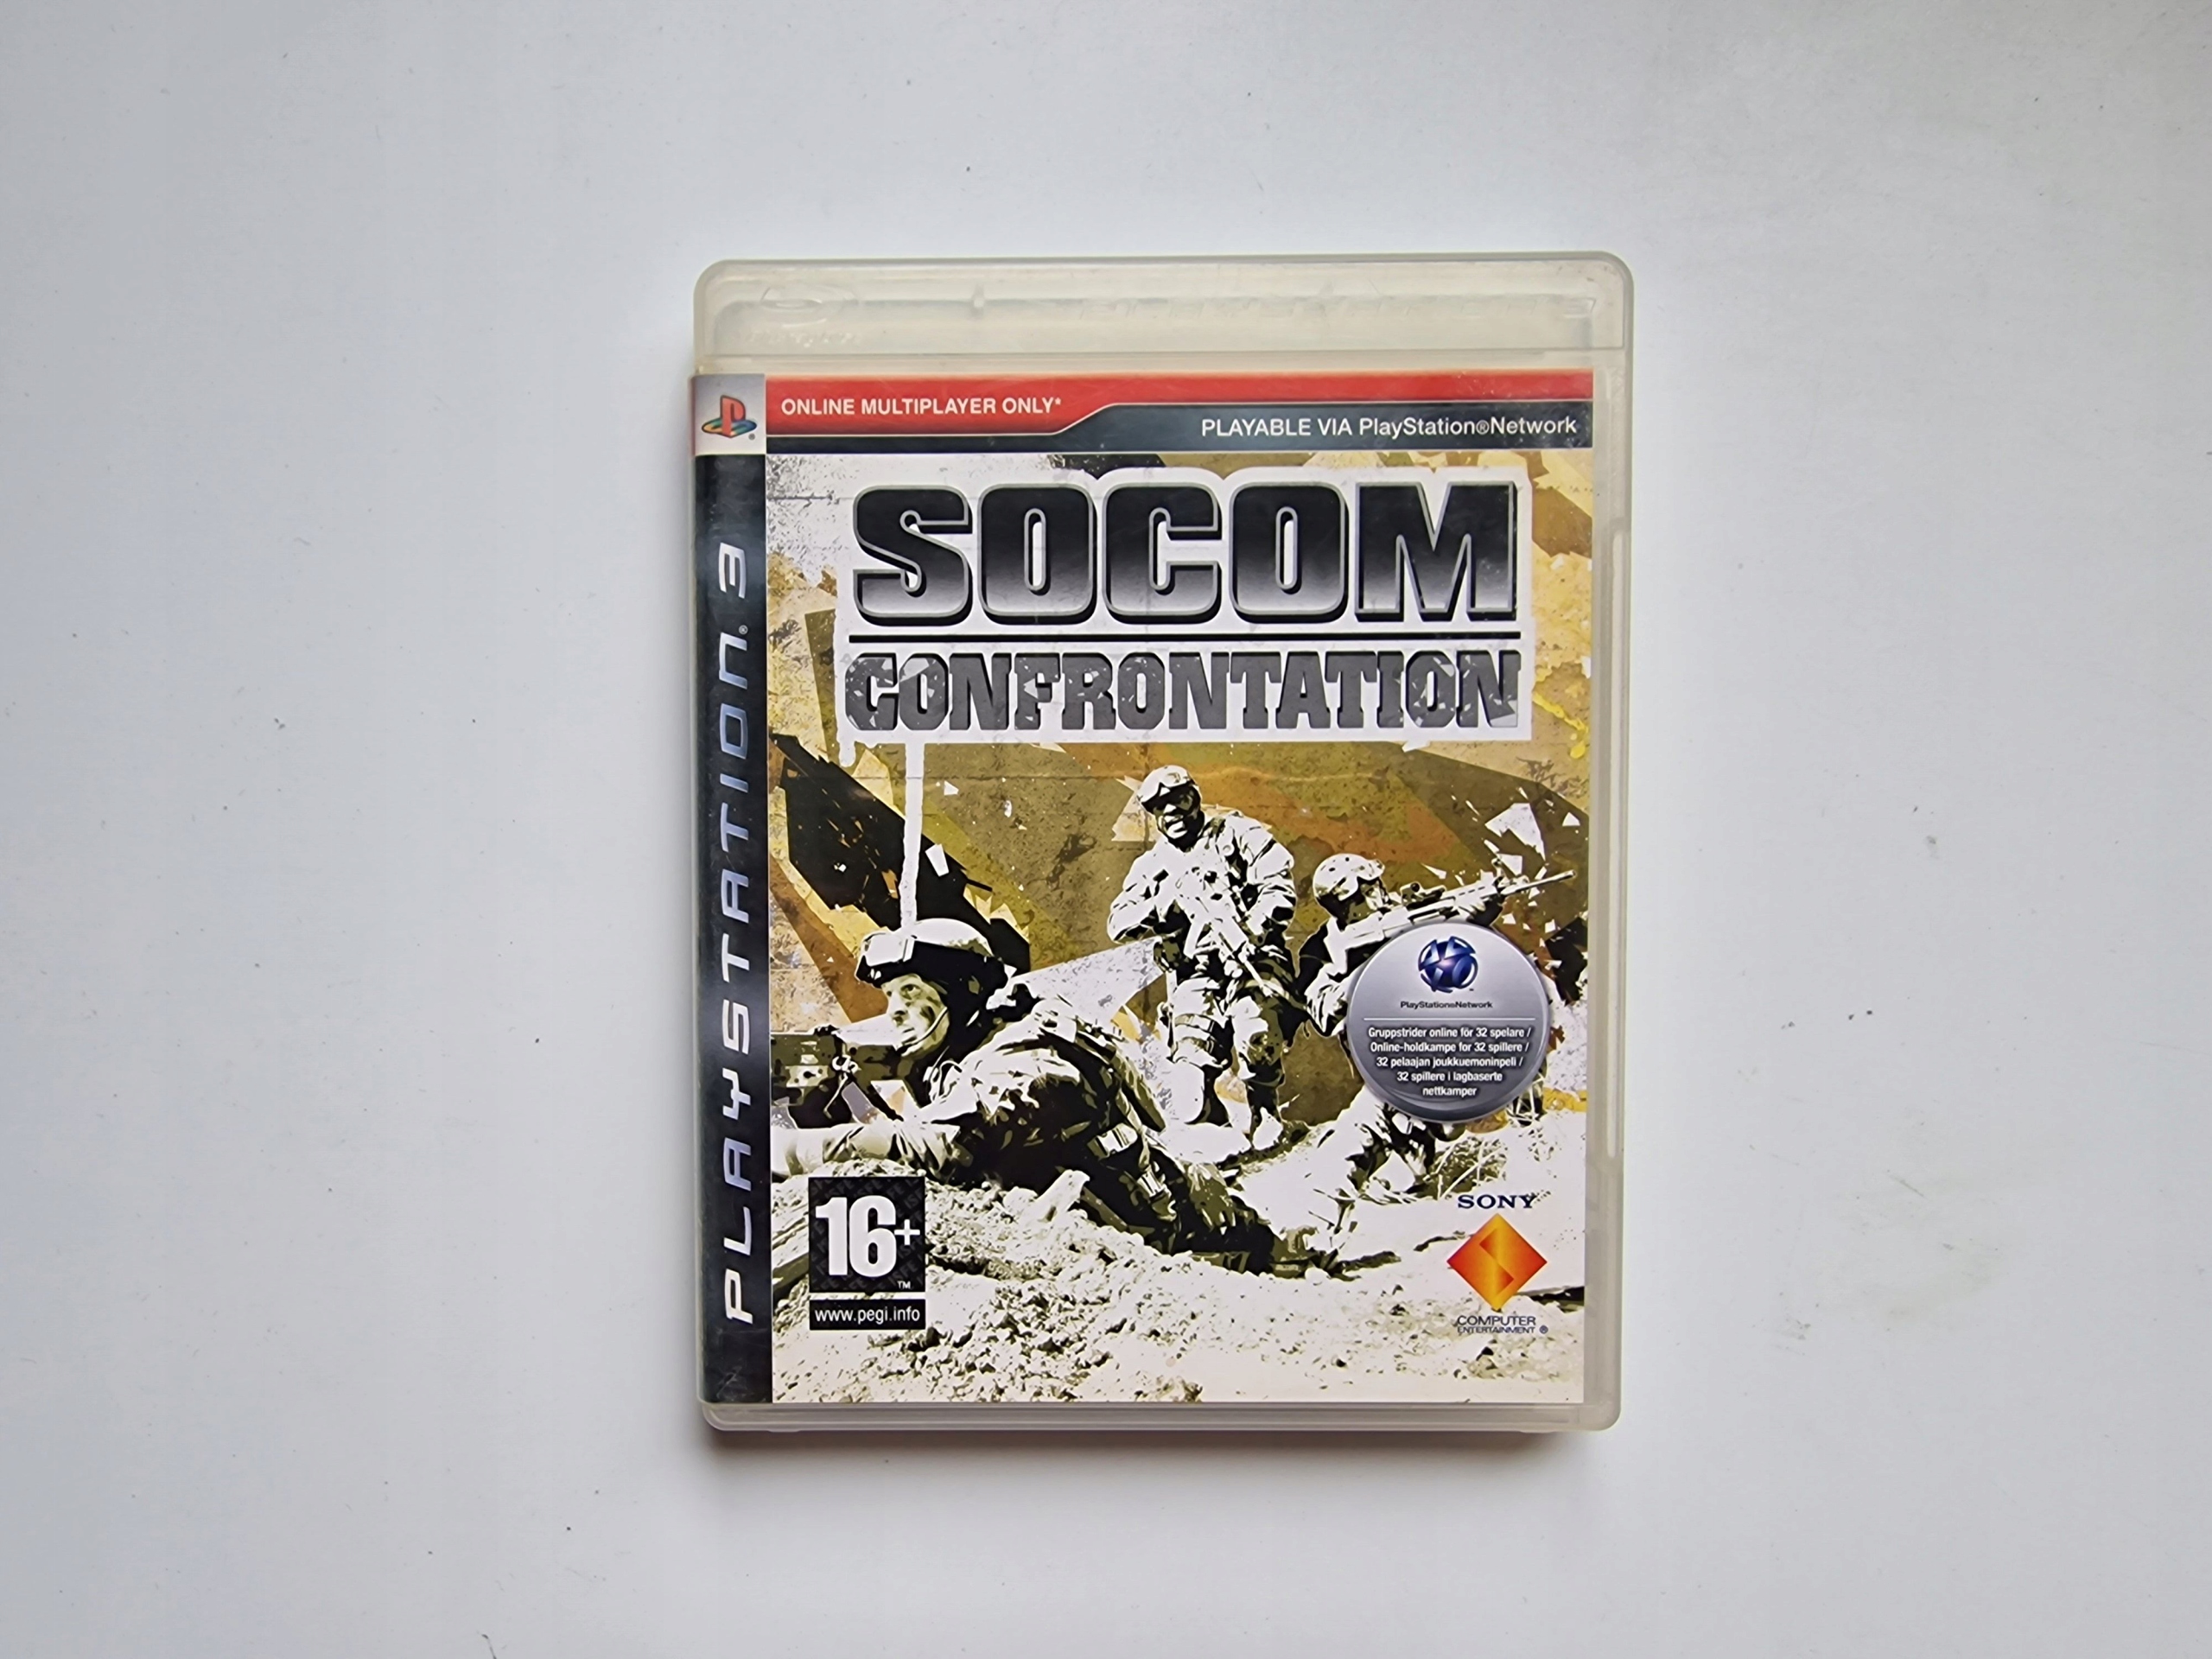 ONLINE MULTIPLAYER ONLY*
PLAYABLE VIA PlayStation®Network
PLAYSTATION®3
SOCOM
CONFRONTATION
PlayStation®Network
Gruppstrider online för 32 spelare /
Online-holdkampe for 32 spillere /
32 pelaajan joukkuemoninpeli /
32 spillere i lagbaserte
nettkamper
16+™
www.pegi.info
SONY
COMPUTER
ENTERTAINMENT®